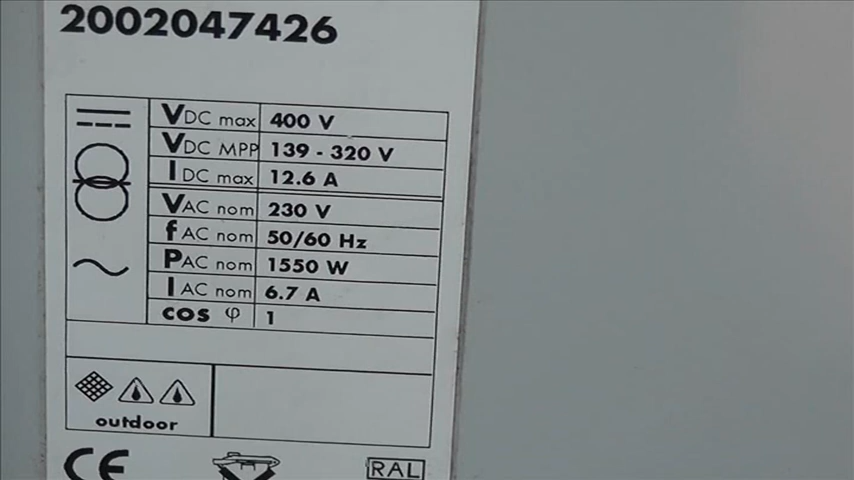 2002047426
VDC max 400 V
VDC MPP 139 - 320 V
IDC max 12.6 A
VAC nom 230 V
fAC nom 50/60 Hz
PAC nom 1550 W
IAC nom 6.7 A
cos φ 1
outdoor
CE
RAL